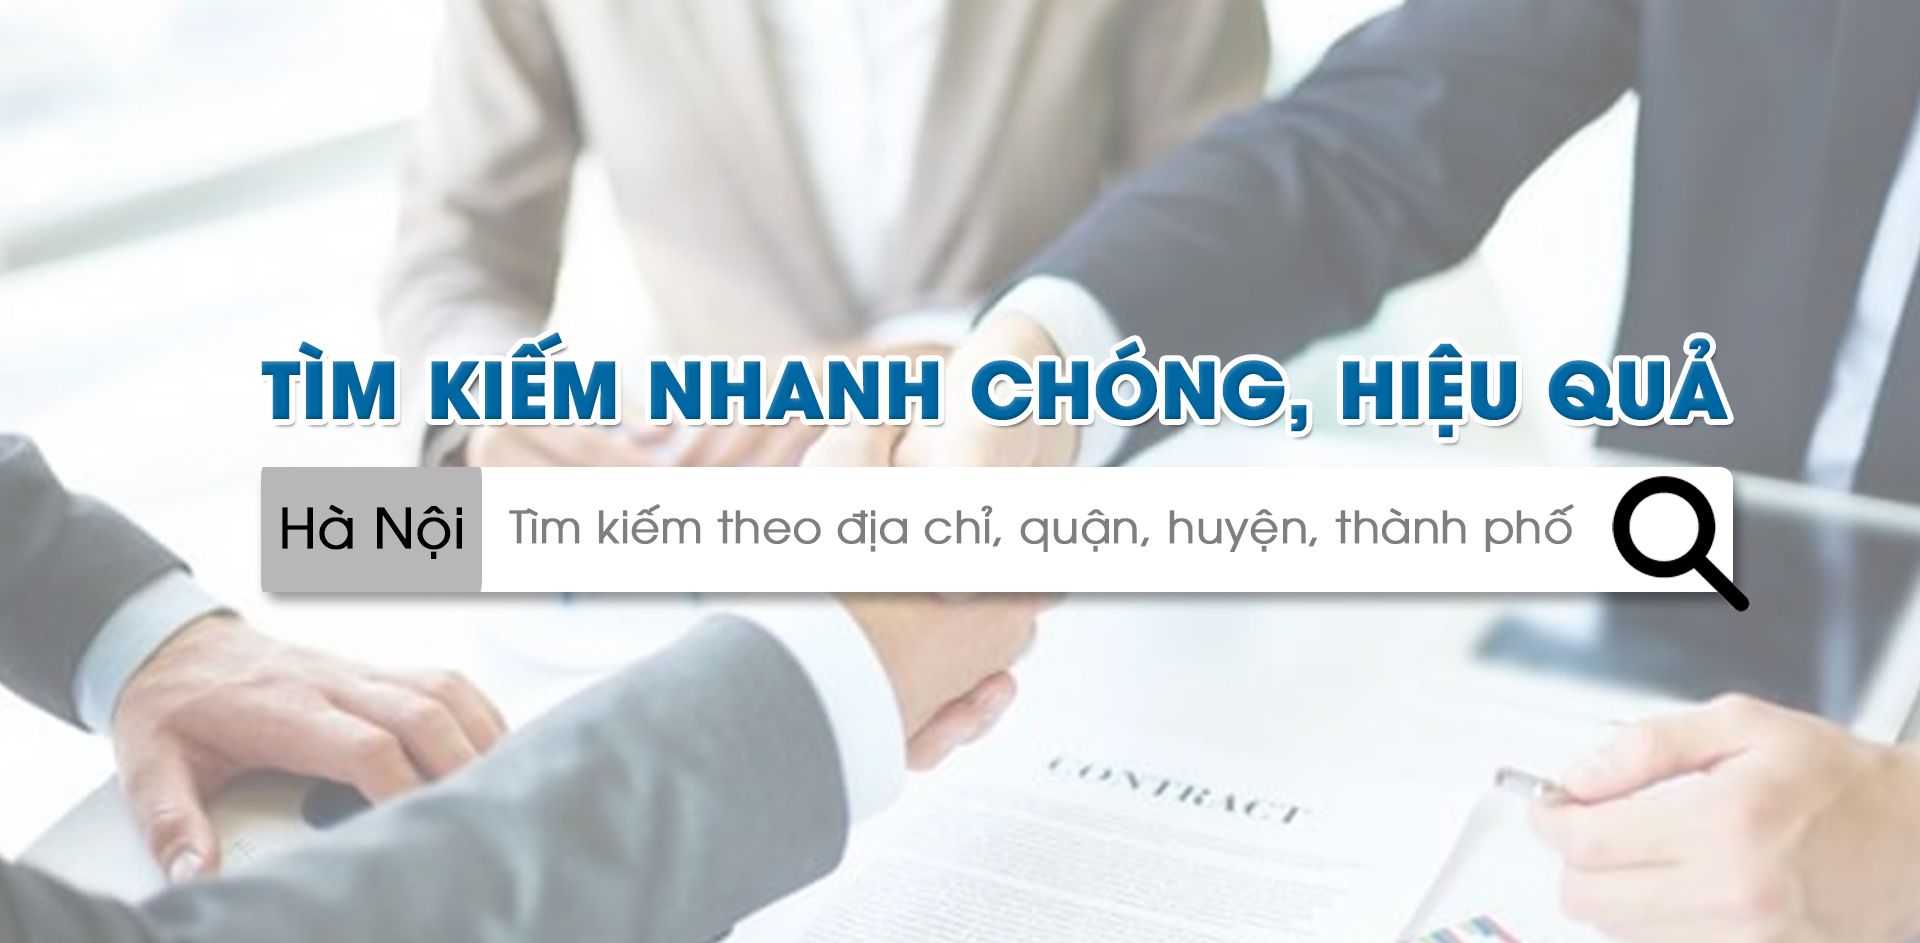 TÌM KIẾM NHANH CHÓNG, HIỆU QUẢ
Hà Nội
Tìm kiếm theo địa chỉ, quận, huyện, thành phố
CONTRACT